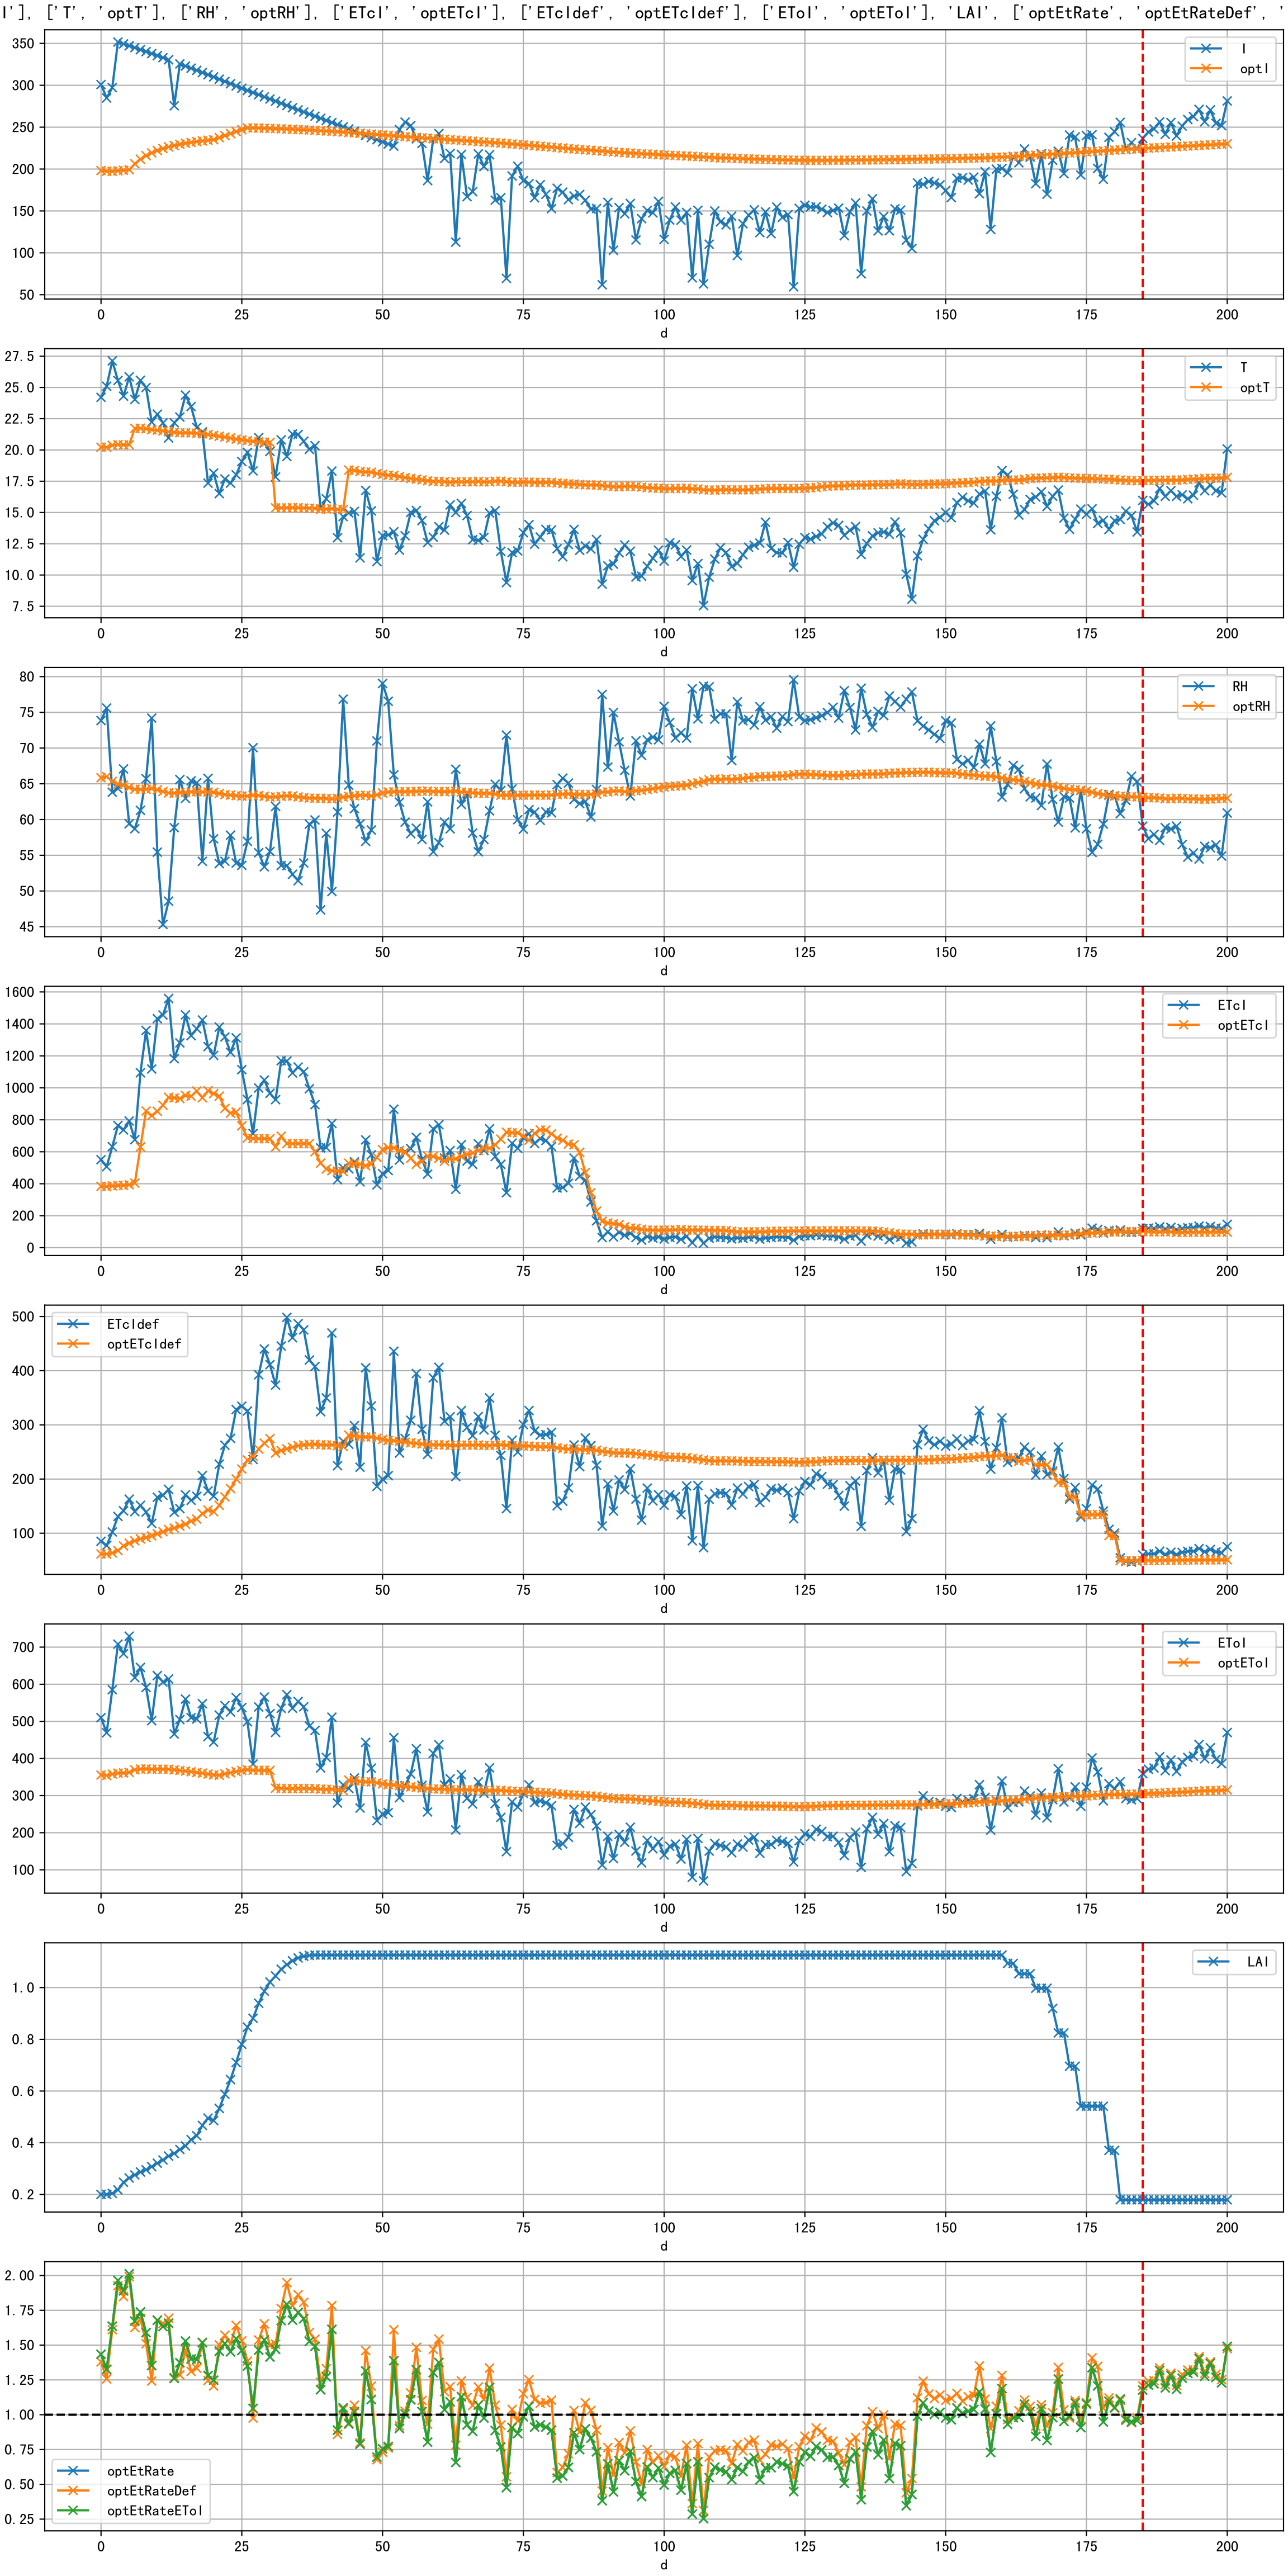 I'], ['T', 'optT'], ['RH', 'optRH'], ['ETcI', 'optETcI'], ['ETcIdef', 'optETcIdef'], ['EToI', 'optEToI'], 'LAI', ['optEtRate', 'optEtRateDef', '
350
300
250
200
150
100
50
I
optI
0 25 50 75 100 125 150 175 200
d
27.5
25.0
22.5
20.0
17.5
15.0
12.5
10.0
7.5
T
optT
0 25 50 75 100 125 150 175 200
d
80
75
70
65
60
55
50
45
RH
optRH
0 25 50 75 100 125 150 175 200
d
1600
1400
1200
1000
800
600
400
200
0
ETcI
optETcI
0 25 50 75 100 125 150 175 200
d
500
400
300
200
100
ETcIdef
optETcIdef
0 25 50 75 100 125 150 175 200
d
700
600
500
400
300
200
100
EToI
optEToI
0 25 50 75 100 125 150 175 200
d
1.0
0.8
0.6
0.4
0.2
LAI
0 25 50 75 100 125 150 175 200
d
2.00
1.75
1.50
1.25
1.00
0.75
0.50
0.25
optEtRate
optEtRateDef
optEtRateEToI
0 25 50 75 100 125 150 175 200
d